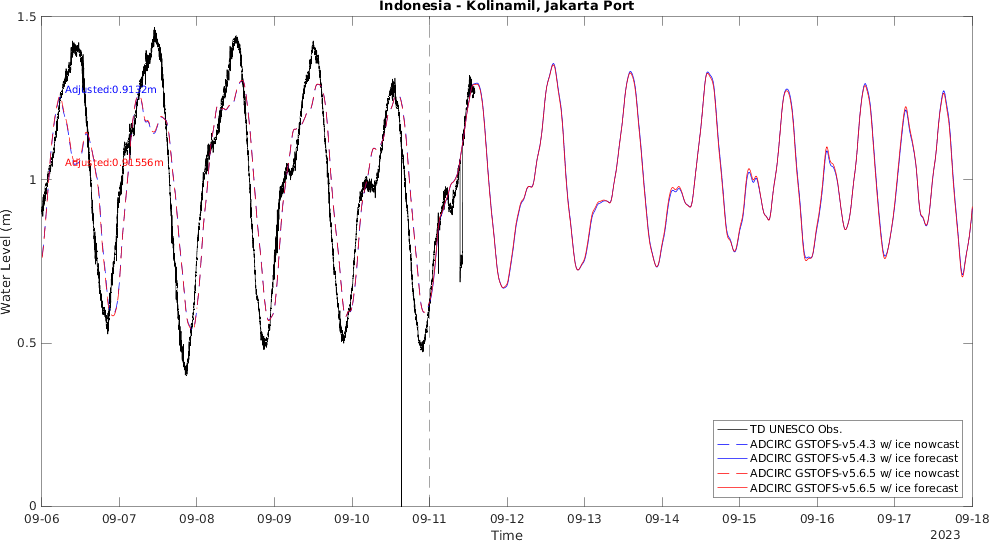 Indonesia - Kolinamil, Jakarta Port
1.5
1
0.5
0
Water Level (m)
Adjusted:0.9132m
Adjusted:0.91556m
TD UNESCO Obs.
ADCIRC GSTOFS-v5.4.3 w/ ice nowcast
ADCIRC GSTOFS-v5.4.3 w/ ice forecast
ADCIRC GSTOFS-v5.6.5 w/ ice nowcast
ADCIRC GSTOFS-v5.6.5 w/ ice forecast
09-06 09-07 09-08 09-09 09-10 09-11 09-12 09-13 09-14 09-15 09-16 09-17 09-18
Time
2023